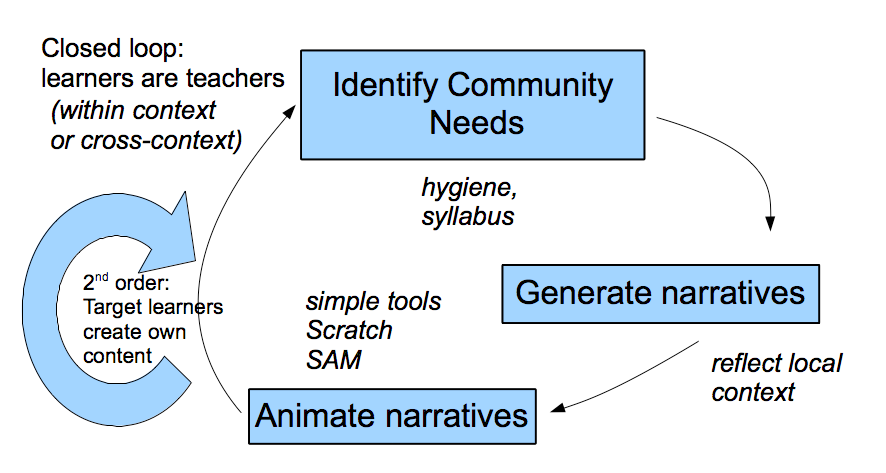 Closed loop:
learners are teachers
(within context
or cross-context)
Identify Community
Needs
hygiene,
syllabus
Generate narratives
reflect local
context
simple tools
Scratch
SAM
Animate narratives
2nd order:
Target learners
create own
content